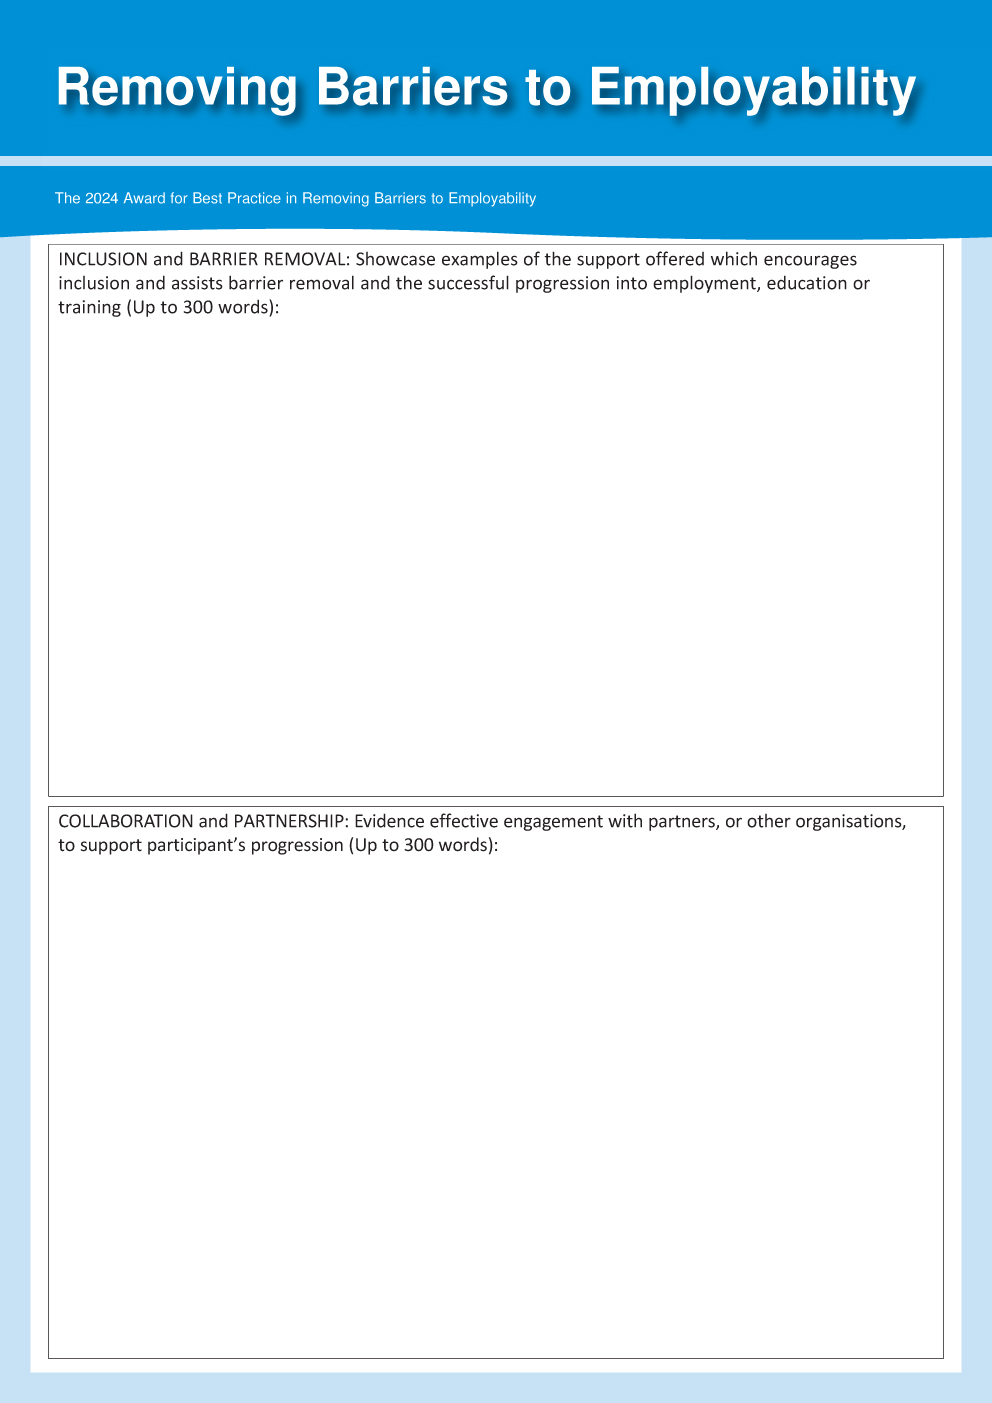 Removing Barriers to Employability
The 2024 Award for Best Practice in Removing Barriers to Employability
INCLUSION and BARRIER REMOVAL: Showcase examples of the support offered which encourages
inclusion and assists barrier removal and the successful progression into employment, education or
training (Up to 300 words):
COLLABORATION and PARTNERSHIP: Evidence effective engagement with partners, or other organisations,
to support participant’s progression (Up to 300 words):